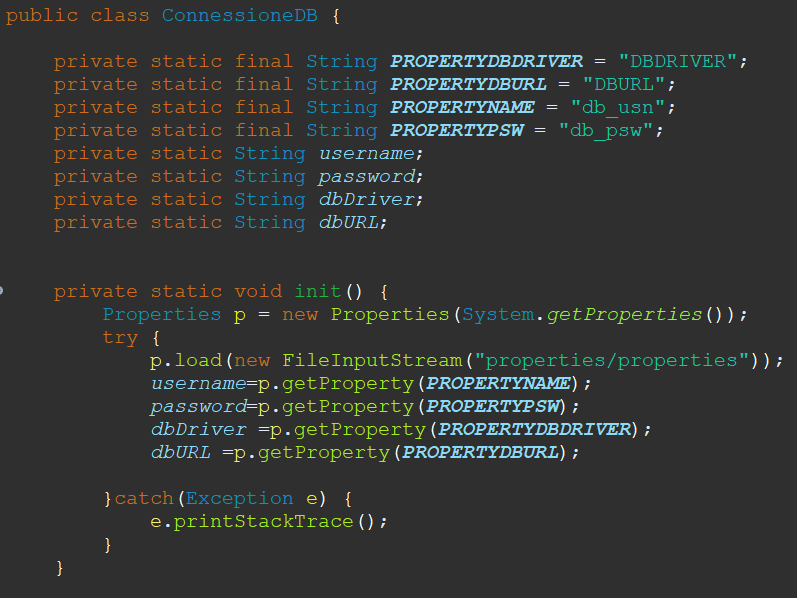 public class ConnessioneDB {
private static final String PROPERTYDBDRIVER = "DBDRIVER";
private static final String PROPERTYDBURL = "DBURL";
private static final String PROPERTYNAME = "db_usn";
private static final String PROPERTYPSW = "db_psw";
private static String username;
private static String password;
private static String dbDriver;
private static String dbURL;
private static void init() {
Properties p = new Properties(System.getProperties());
try {
p.load(new FileInputStream("properties/properties"));
username=p.getProperty(PROPERTYNAME);
password=p.getProperty(PROPERTYPSW);
dbDriver =p.getProperty(PROPERTYDBDRIVER);
dbURL =p.getProperty(PROPERTYDBURL);
}catch(Exception e) {
e.printStackTrace();
}
}